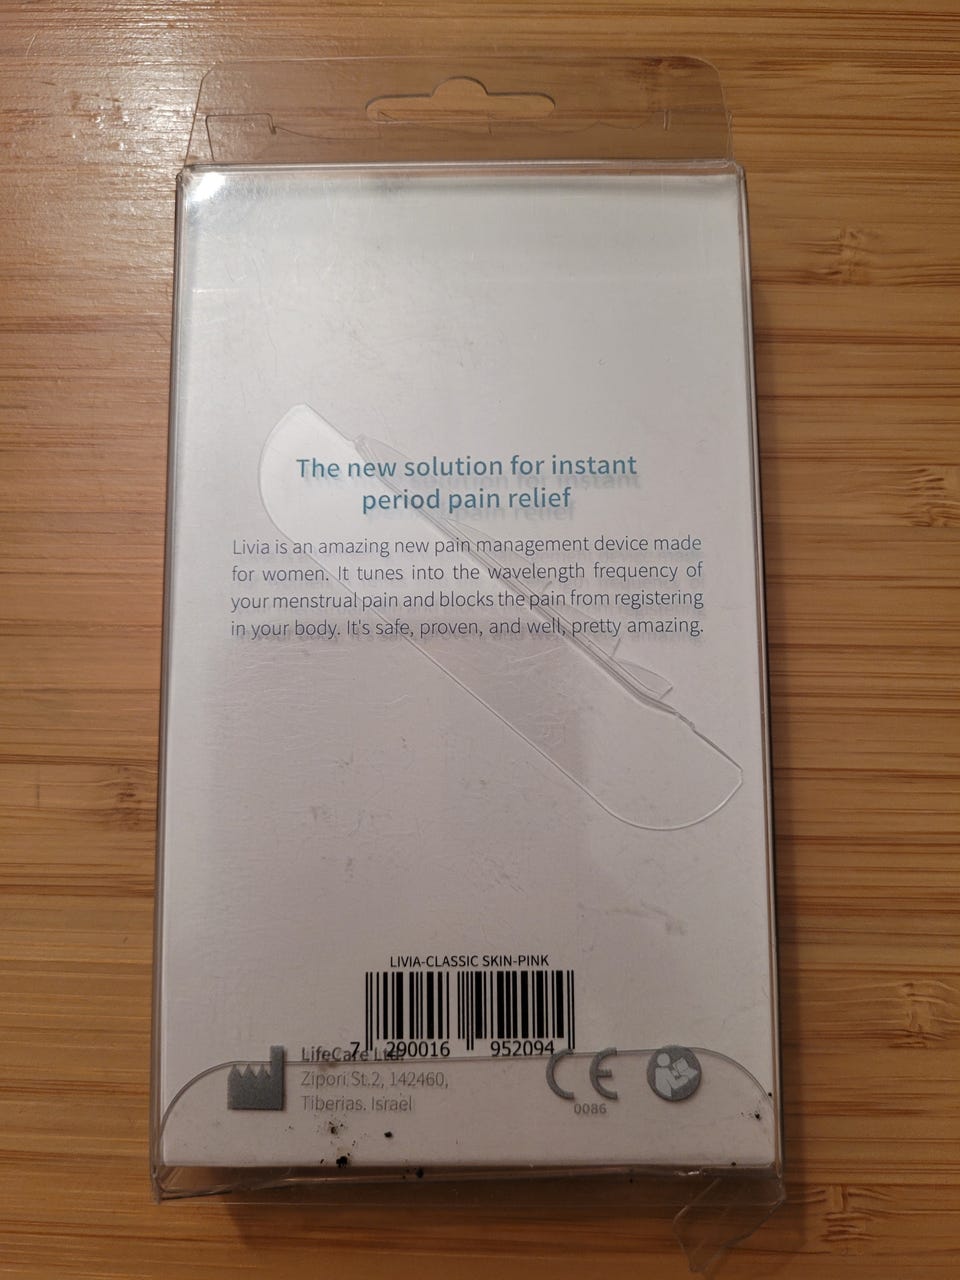 The new solution for instant
period pain relief
Livia is an amazing new pain management device made
for women. It tunes into the wavelength frequency of
your menstrual pain and blocks the pain from registering
in your body. It's safe, proven, and well, pretty amazing.
LIVIA-CLASSIC SKIN-PINK
7 290016 952094
LifeCare Ltd.
Zipori St.2, 142460,
Tiberias. Israel
CE
0086